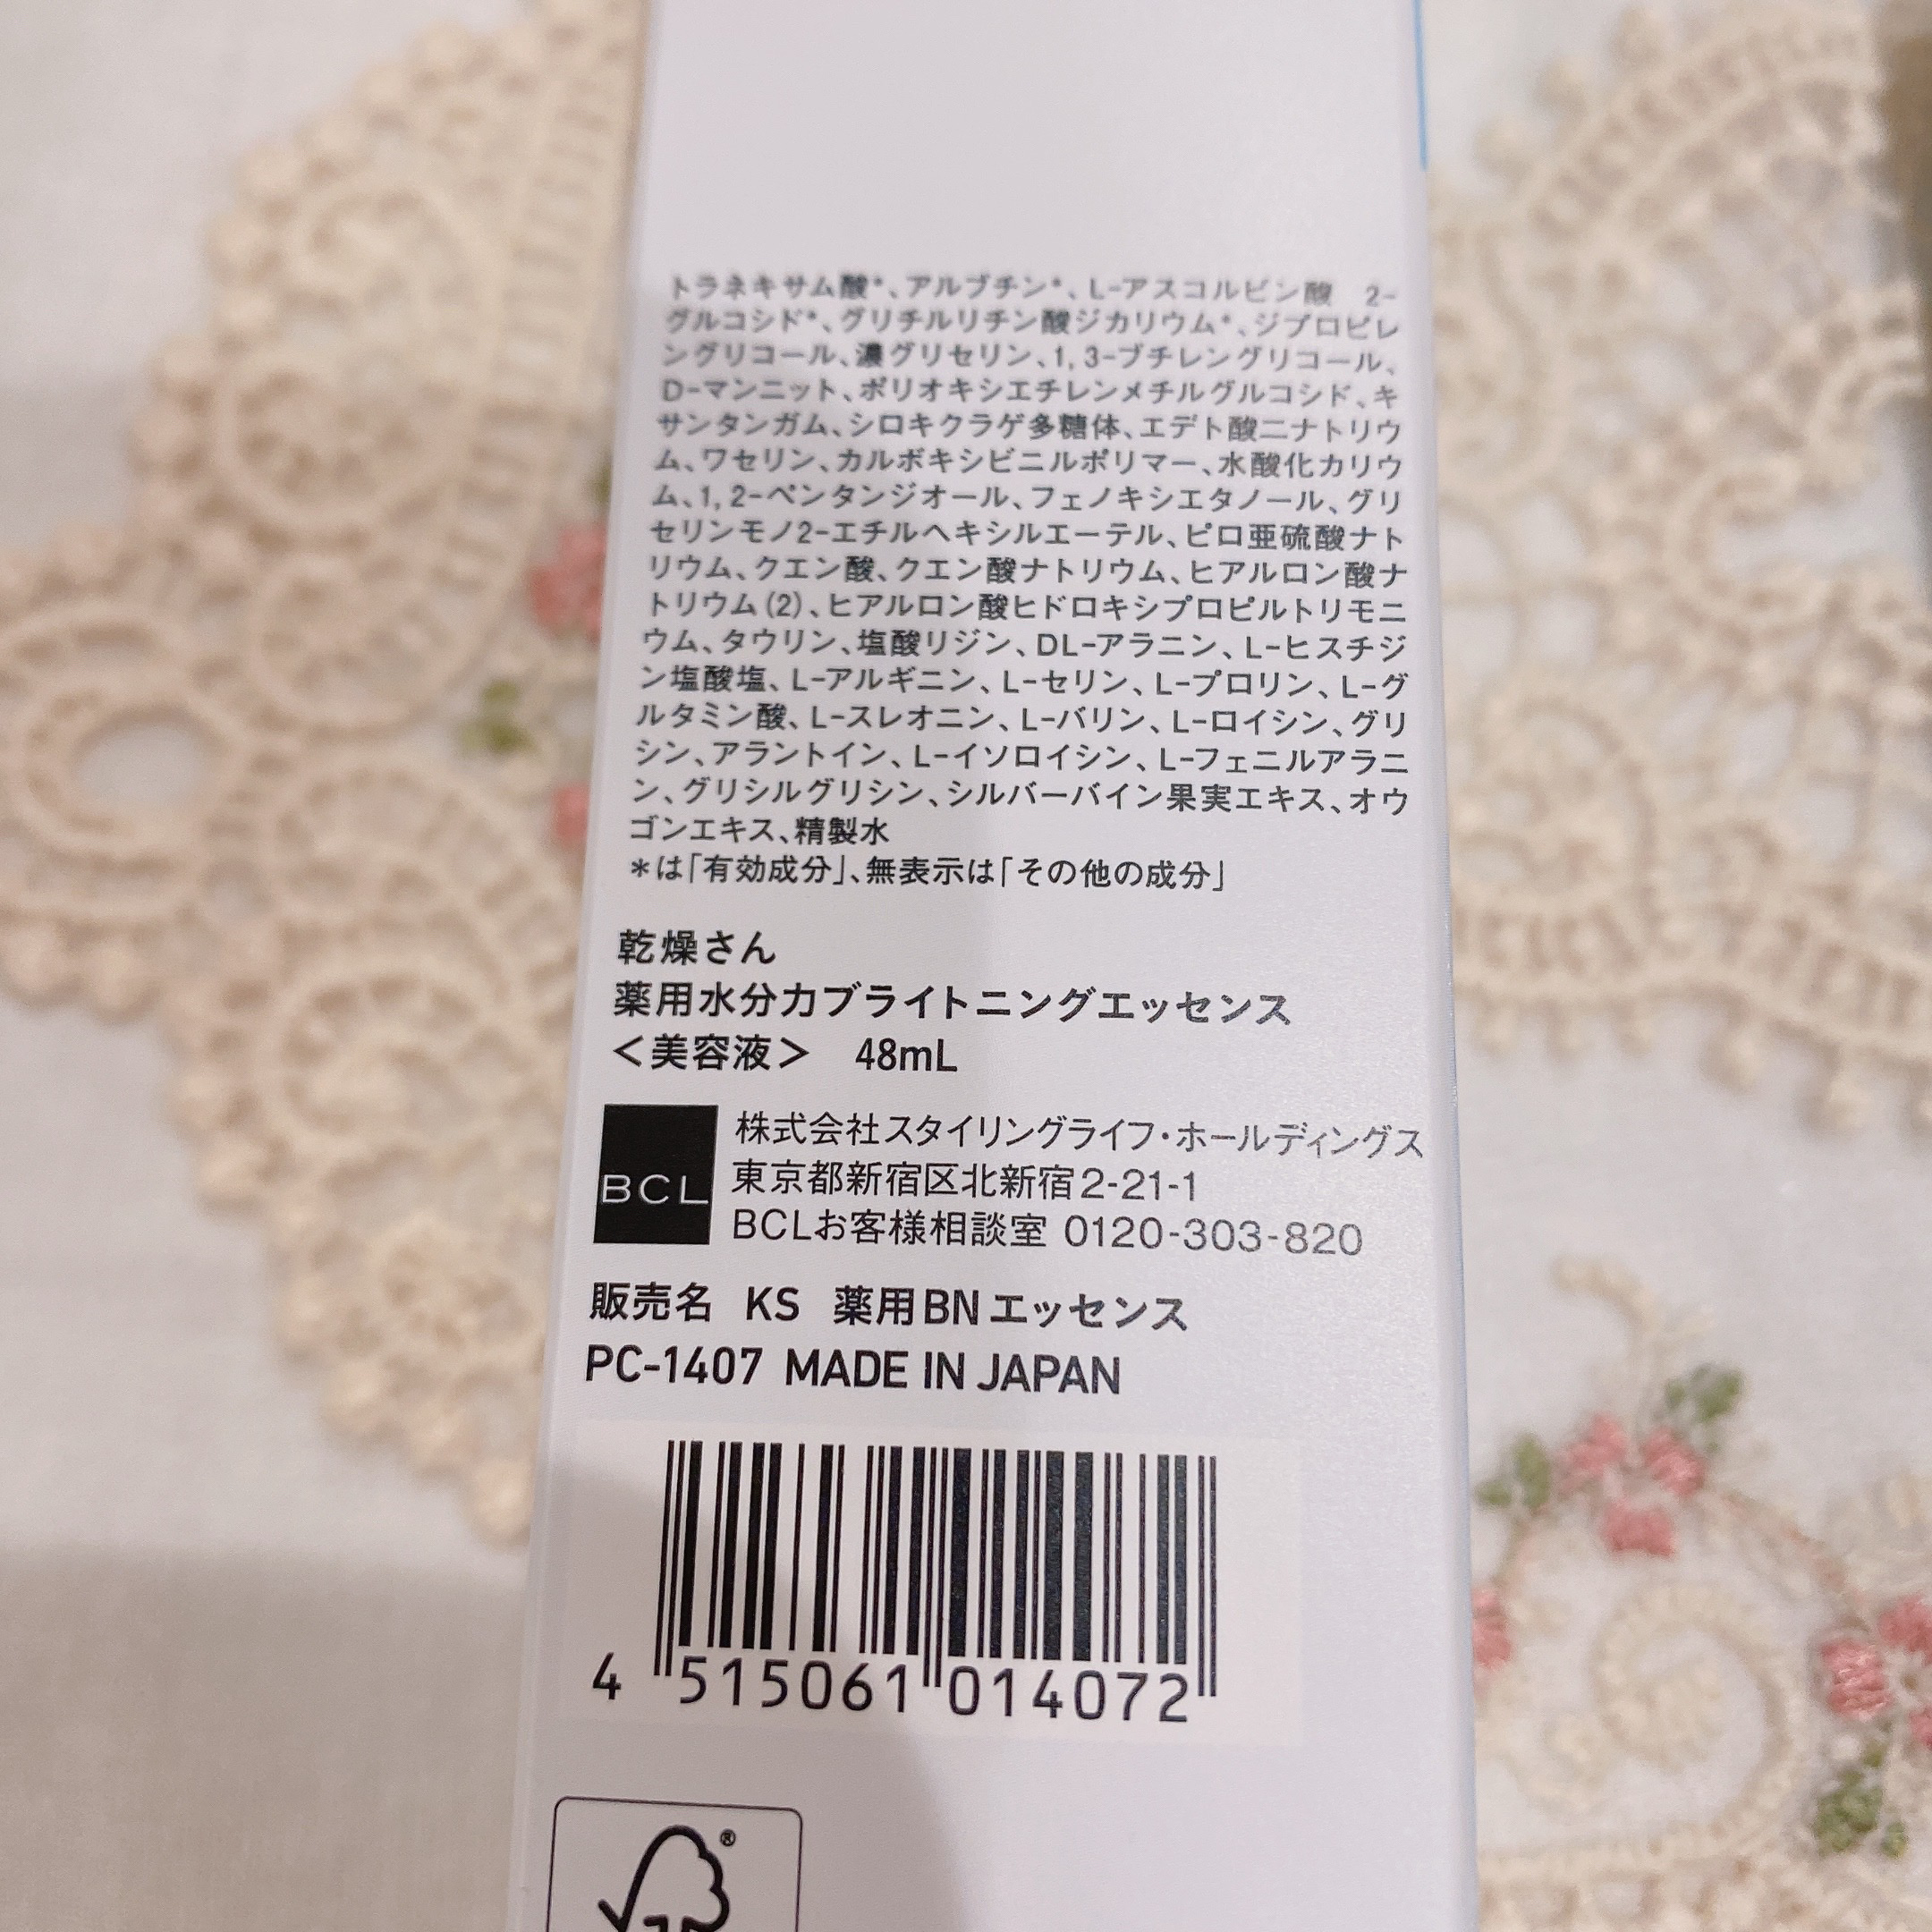 トラネキサム酸*、アルブチン*、L-アスコルビン酸　2-
グルコシド*、グリチルリチン酸ジカリウム*、ジプロピレ
ングリコール、濃グリセリン、1,3-ブチレングリコール、
D-マンニット、ポリオキシエチレンメチルグルコシド、キ
サンタンガム、シロキクラゲ多糖体、エデト酸二ナトリウ
ム、ワセリン、カルボキシビニルポリマー、水酸化カリウ
ム、1,2-ペンタンジオール、フェノキシエタノール、グリ
セリンモノ2-エチルヘキシルエーテル、ピロ亜硫酸ナト
リウム、クエン酸、クエン酸ナトリウム、ヒアルロン酸ナ
トリウム(2)、ヒアルロン酸ヒドロキシプロピルトリモニ
ウム、タウリン、塩酸リジン、DL-アラニン、L-ヒスチジ
ン塩酸塩、L-アルギニン、L-セリン、L-プロリン、L-グ
ルタミン酸、L-スレオニン、L-バリン、L-ロイシン、グリ
シン、アラントイン、L-イソロイシン、L-フェニルアラニ
ン、グリシルグリシン、シルバーバイン果実エキス、オウ
ゴンエキス、精製水
＊は「有効成分」、無表示は「その他の成分」
乾燥さん
薬用水分力ブライトニングエッセンス
＜美容液＞　48mL
BCL
株式会社スタイリングライフ・ホールディングス
東京都新宿区北新宿2-21-1
BCLお客様相談室 0120-303-820
販売名　KS　薬用BNエッセンス
PC-1407 MADE IN JAPAN
4 515061 014072
®